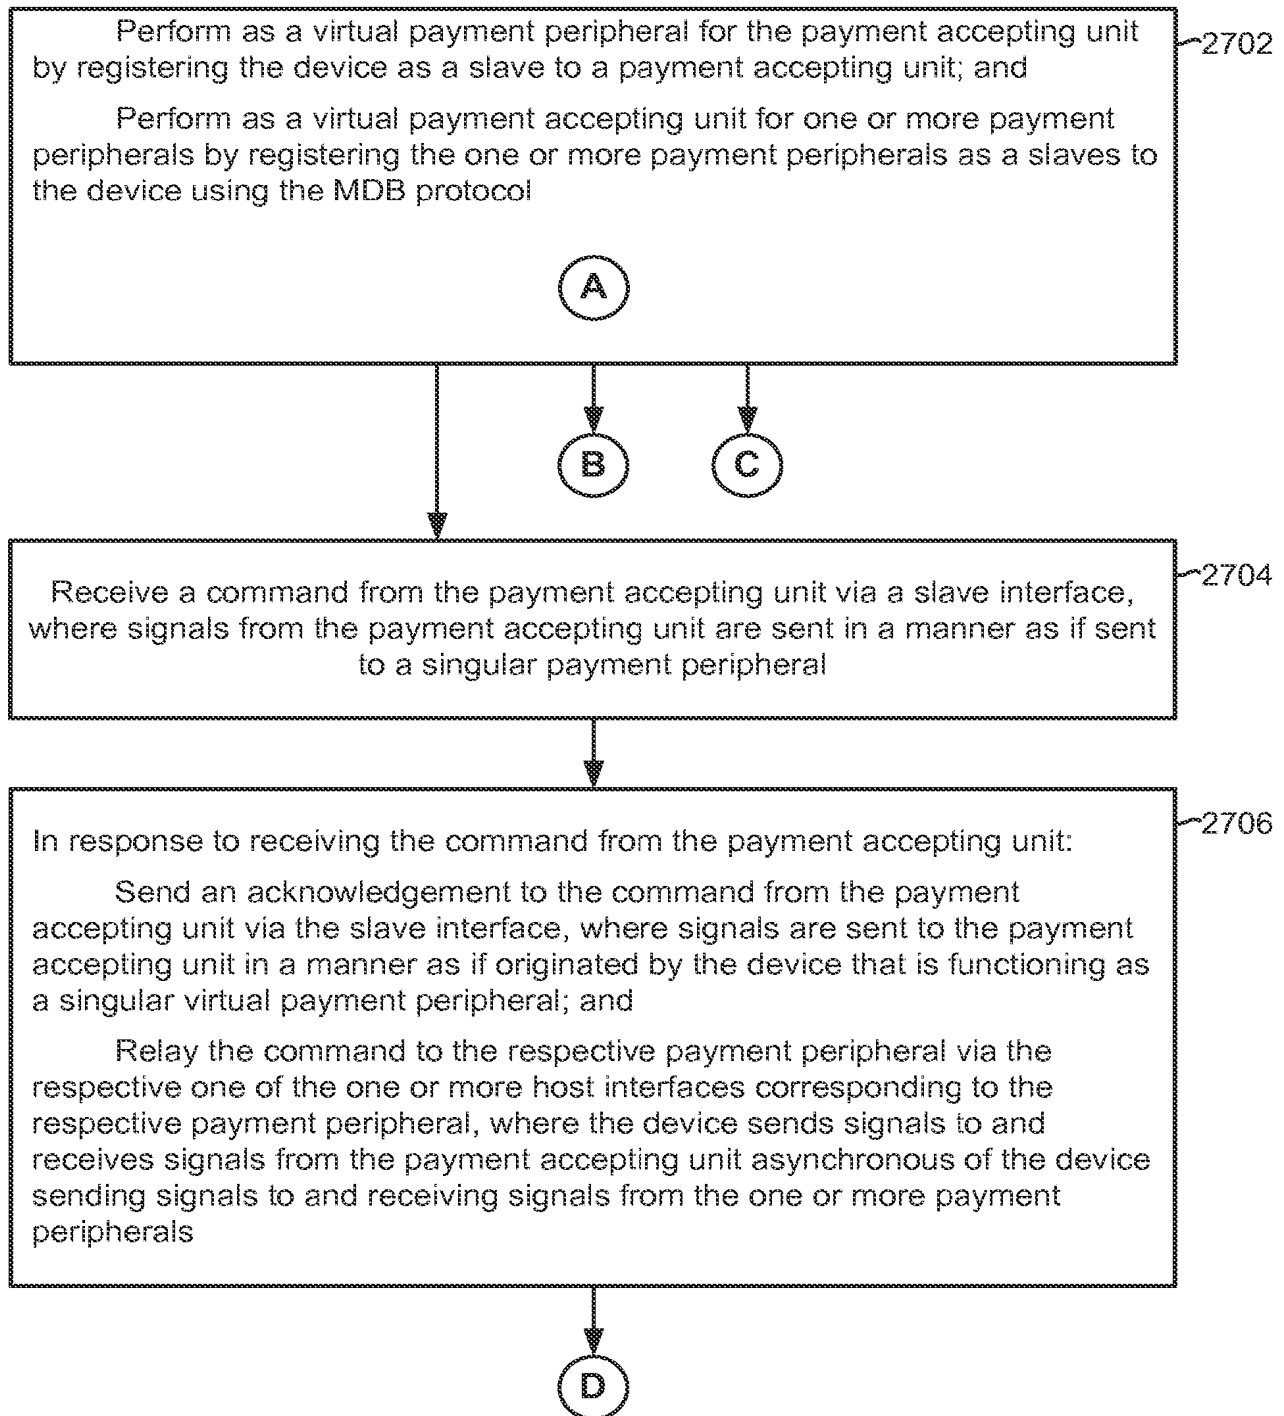 Perform as a virtual payment peripheral for the payment accepting unit
by registering the device as a slave to a payment accepting unit; and
Perform as a virtual payment accepting unit for one or more payment
peripherals by registering the one or more payment peripherals as a slaves to
the device using the MDB protocol
2702
A
B
C
Receive a command from the payment accepting unit via a slave interface,
where signals from the payment accepting unit are sent in a manner as if sent
to a singular payment peripheral
2704
In response to receiving the command from the payment accepting unit:
Send an acknowledgement to the command from the payment
accepting unit via the slave interface, where signals are sent to the payment
accepting unit in a manner as if originated by the device that is functioning as
a singular virtual payment peripheral; and
Relay the command to the respective payment peripheral via the
respective one of the one or more host interfaces corresponding to the
respective payment peripheral, where the device sends signals to and
receives signals from the payment accepting unit asynchronous of the device
sending signals to and receiving signals from the one or more payment
peripherals
2706
D